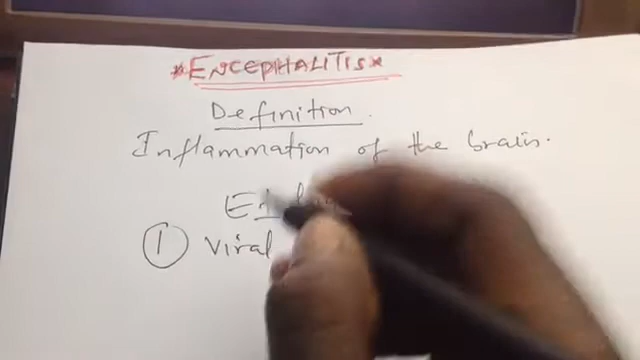 *ENCEPHALITIS*
Definition.
Inflammation of the brain.
① Viral